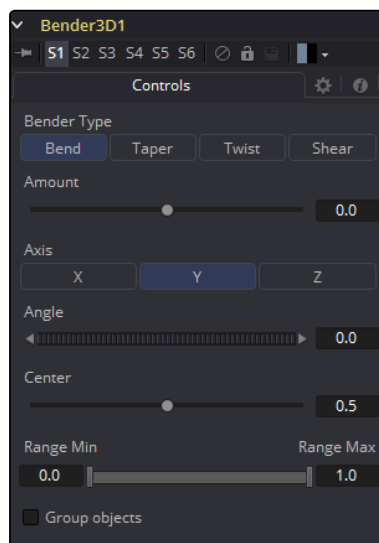 Bender3D1
S1 S2 S3 S4 S5 S6
Controls
Bender Type
Bend Taper Twist Shear
Amount
0.0
Axis
X Y Z
Angle
0.0
Center
0.5
Range Min Range Max
0.0 1.0
Group objects